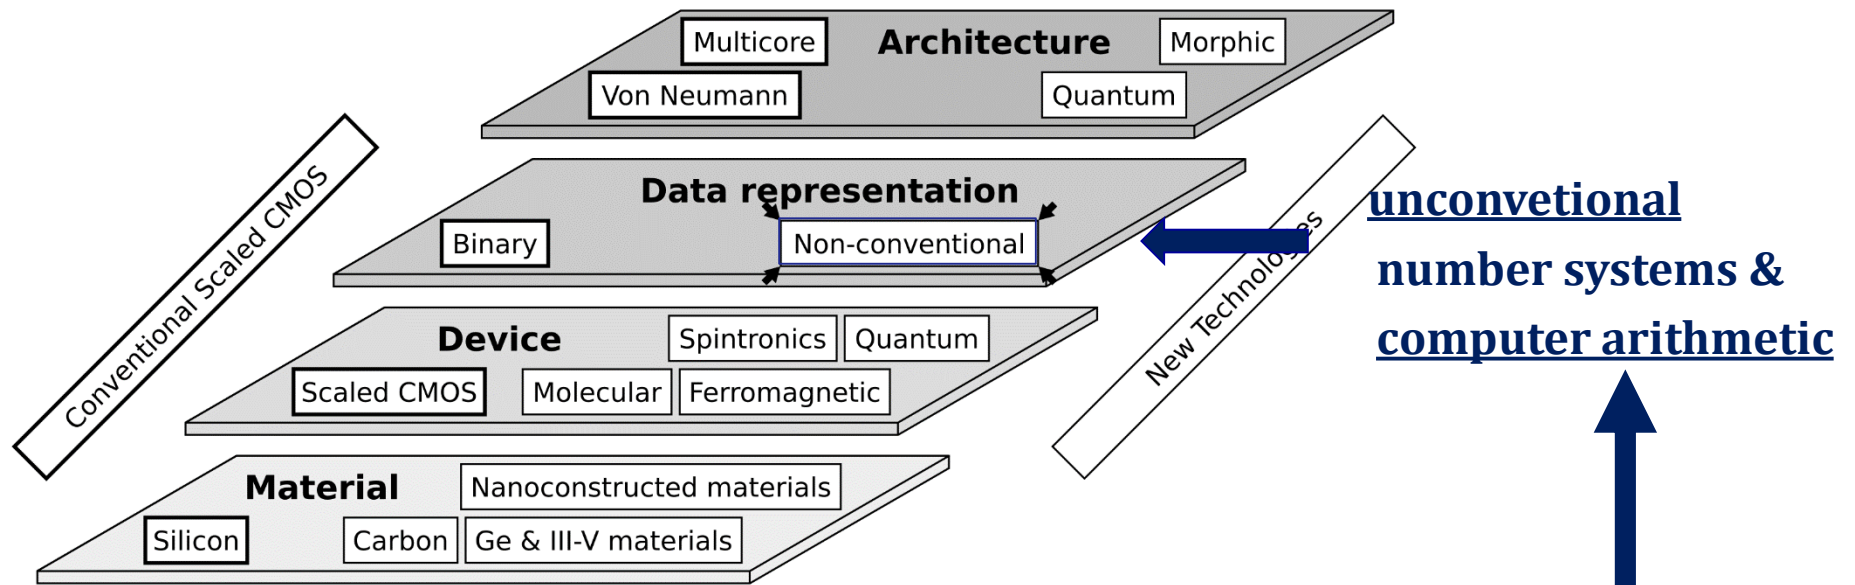 Multicore Architecture Morphic
Von Neumann Quantum
Conventional Scaled CMOS
Data representation
Binary Non-conventional
New Technologies
unconvetional
number systems &
computer arithmetic
Device Spintronics Quantum
Scaled CMOS Molecular Ferromagnetic
Material Nanoconstructed materials
Silicon Carbon Ge & III-V materials